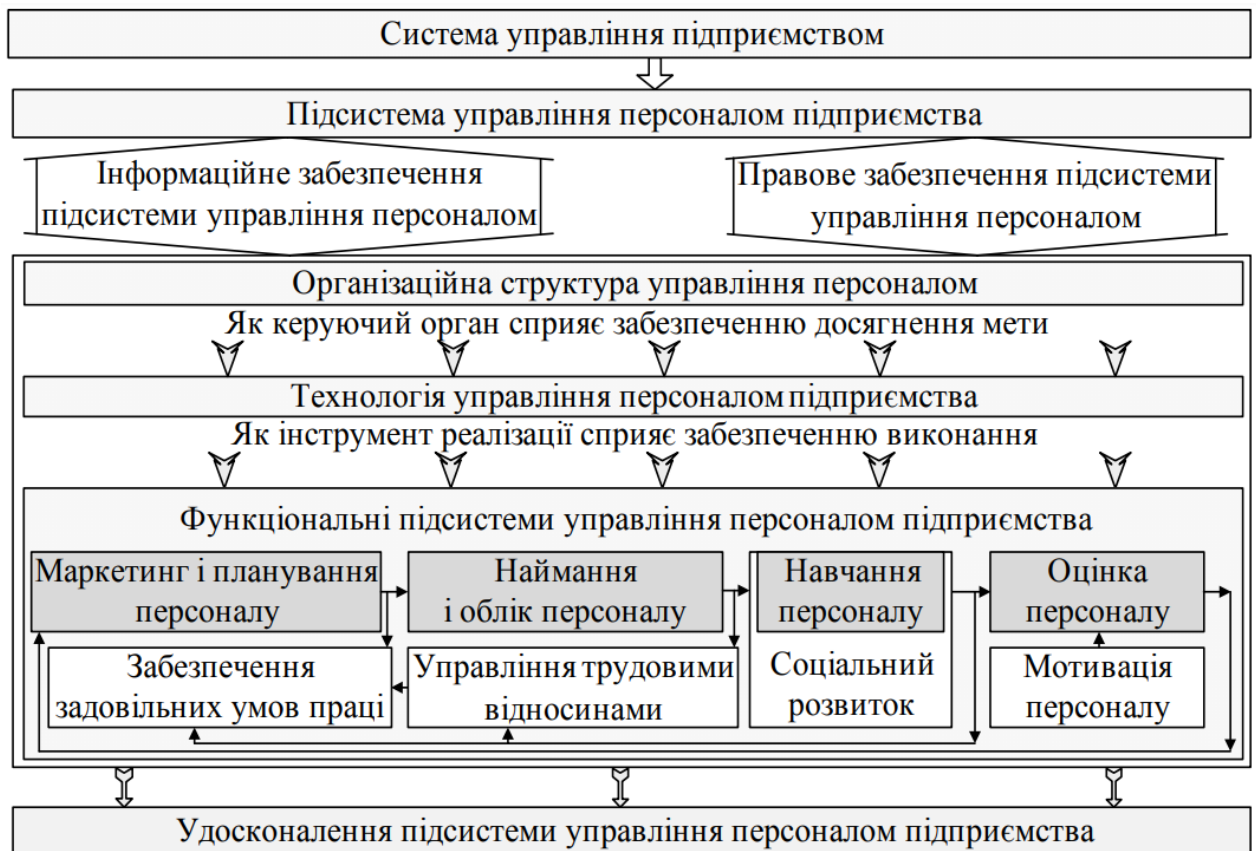 Система управління підприємством
Підсистема управління персоналом підприємства
Інформаційне забезпечення
підсистеми управління персоналом
Правове забезпечення підсистеми
управління персоналом
Організаційна структура управління персоналом
Як керуючий орган сприяє забезпеченню досягнення мети
Технологія управління персоналом підприємства
Як інструмент реалізації сприяє забезпеченню виконання
Функціональні підсистеми управління персоналом підприємства
Маркетинг і планування
персоналу
Наймання
і облік персоналу
Навчання
персоналу
Оцінка
персоналу
Забезпечення
задовільних умов праці
Управління трудовими
відносинами
Соціальний
розвиток
Мотивація
персоналу
Удосконалення підсистеми управління персоналом підприємства